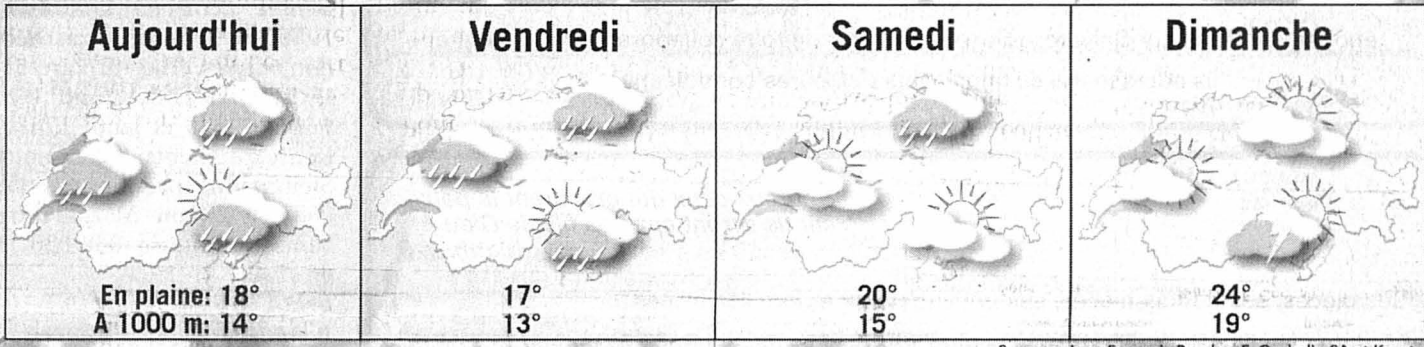 Aujourd'hui
En plaine: 18°
A 1000 m: 14°
Vendredi
17°
13°
Samedi
20°
15°
Dimanche
24°
19°